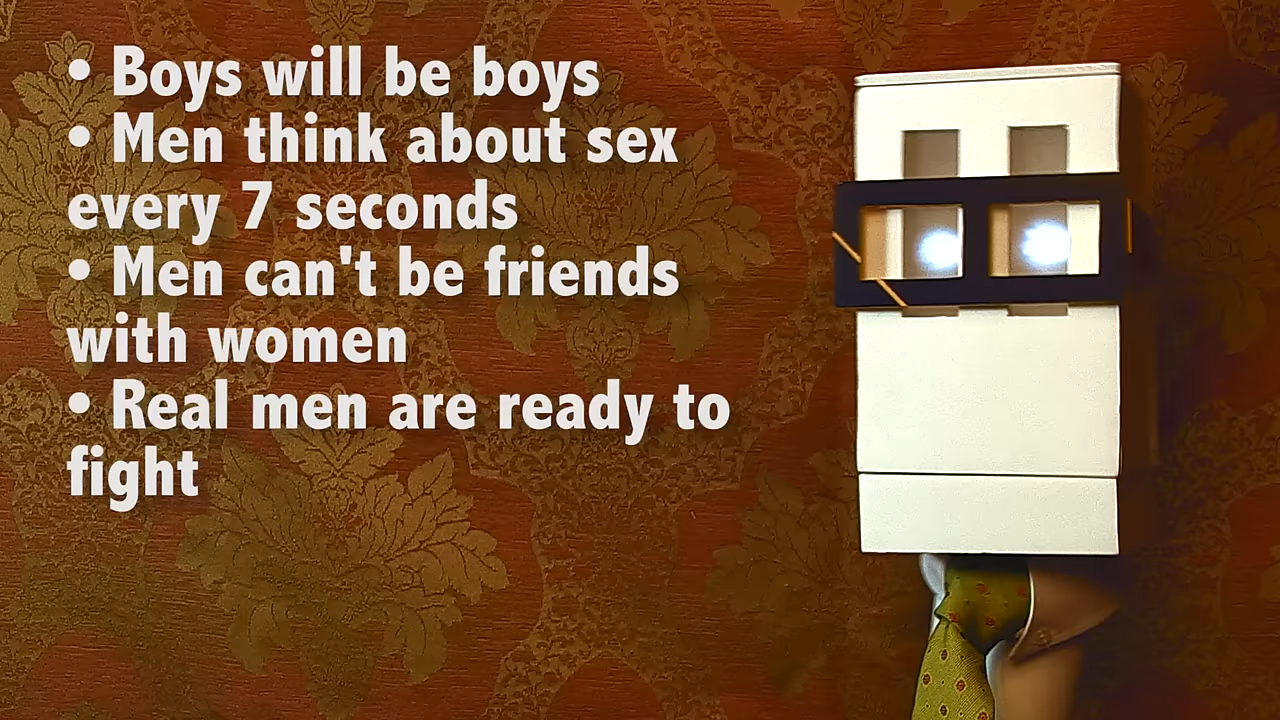 • Boys will be boys
• Men think about sex
every 7 seconds
• Men can't be friends
with women
• Real men are ready to
fight